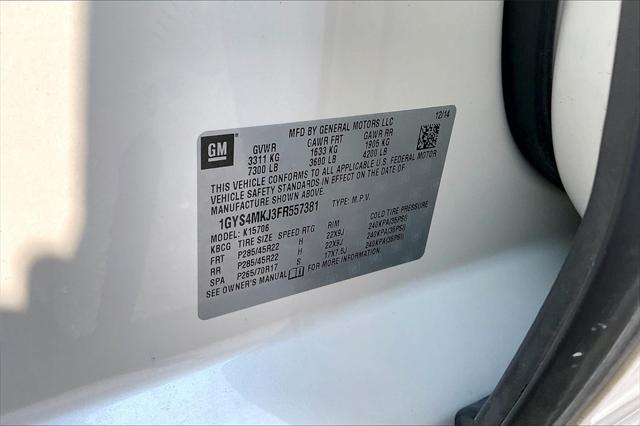 12/14
GM
MFD BY GENERAL MOTORS LLC
GVWR GAWR FRT GAWR RR
3311 KG 1633 KG 1905 KG
7300 LB 3600 LB 4200 LB
THIS VEHICLE CONFORMS TO ALL APPLICABLE U.S. FEDERAL MOTOR
VEHICLE SAFETY STANDARDS IN EFFECT ON THE DATE OF
MANUFACTURE SHOWN ABOVE.
1GYS4MKJ3FR557381 TYPE: M.P.V.
MODEL: K15706
KBCG TIRE SIZE SPEED RTG RIM COLD TIRE PRESSURE
FRT P285/45R22 H 22X9J 240KPA(35PSI)
RR P285/45R22 H 22X9J 240KPA(35PSI)
SPA P265/70R17 S 17X7.5J 240KPA(35PSI)
SEE OWNER'S MANUAL FOR MORE INFORMATION.